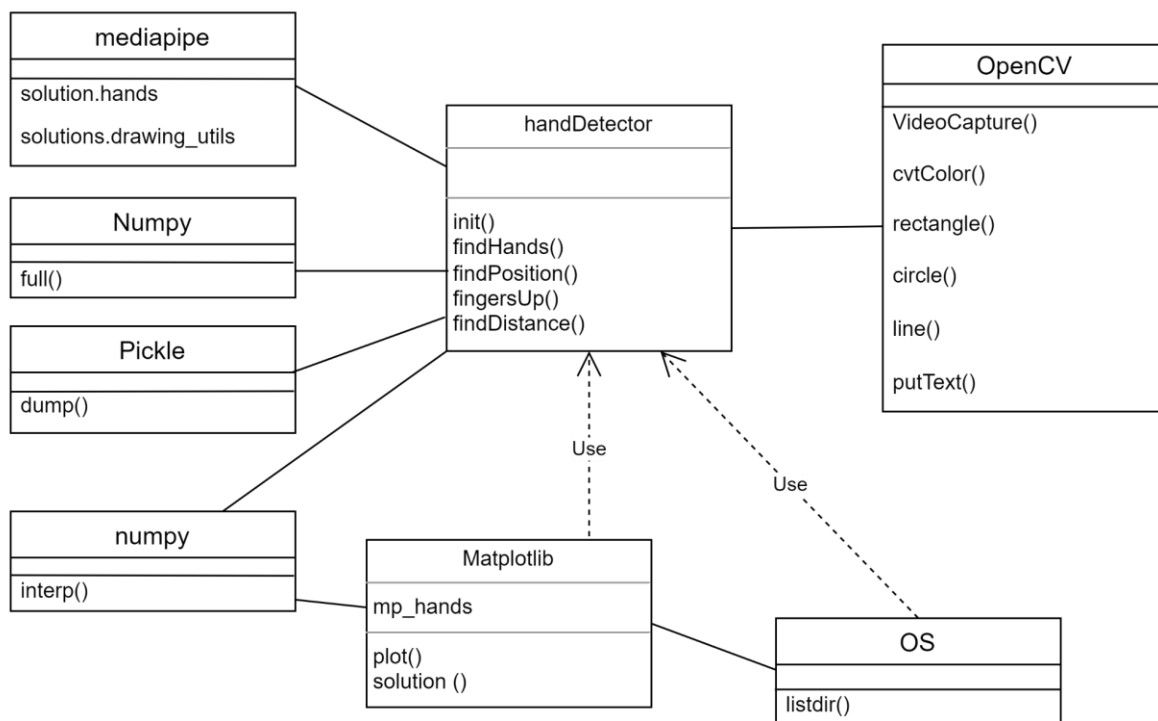 mediapipe
solution.hands
solutions.drawing_utils
Numpy
full()
Pickle
dump()
numpy
interp()
handDetector
init()
findHands()
findPosition()
fingersUp()
findDistance()
OpenCV
VideoCapture()
cvtColor()
rectangle()
circle()
line()
putText()
Use
Use
Matplotlib
mp_hands
plot()
solution ()
OS
listdir()